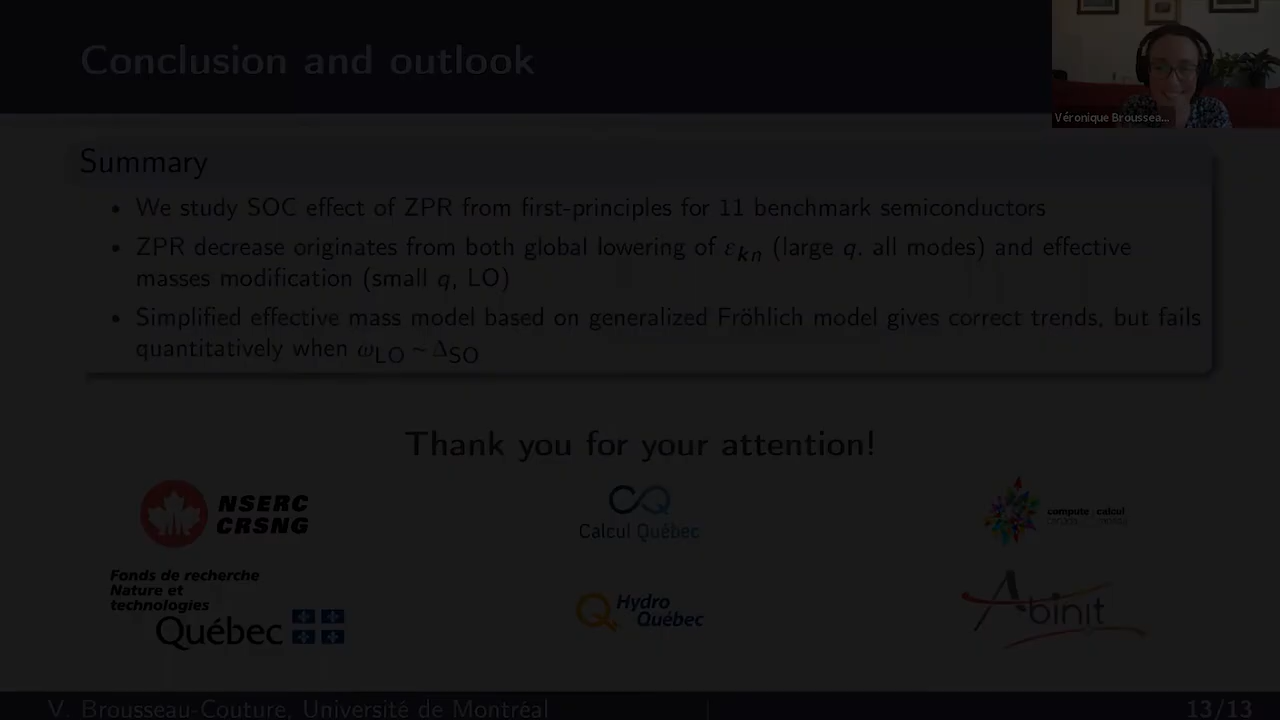 Conclusion and outlook
Véronique Broussea...
Summary
• We study SOC effect of ZPR from first-principles for 11 benchmark semiconductors
• ZPR decrease originates from both global lowering of εkn (large q, all modes) and effective
masses modification (small q, LO)
• Simplified effective mass model based on generalized Fröhlich model gives correct trends, but fails
quantitatively when ωLO ~ ΔSO
Thank you for your attention!
NSERC
CRSNG
Calcul Québec
compute calcul
Fonds de recherche
Nature et
technologies
Québec
Hydro
Québec
Abinit
V. Brousseau-Couture, Université de Montréal
13/13